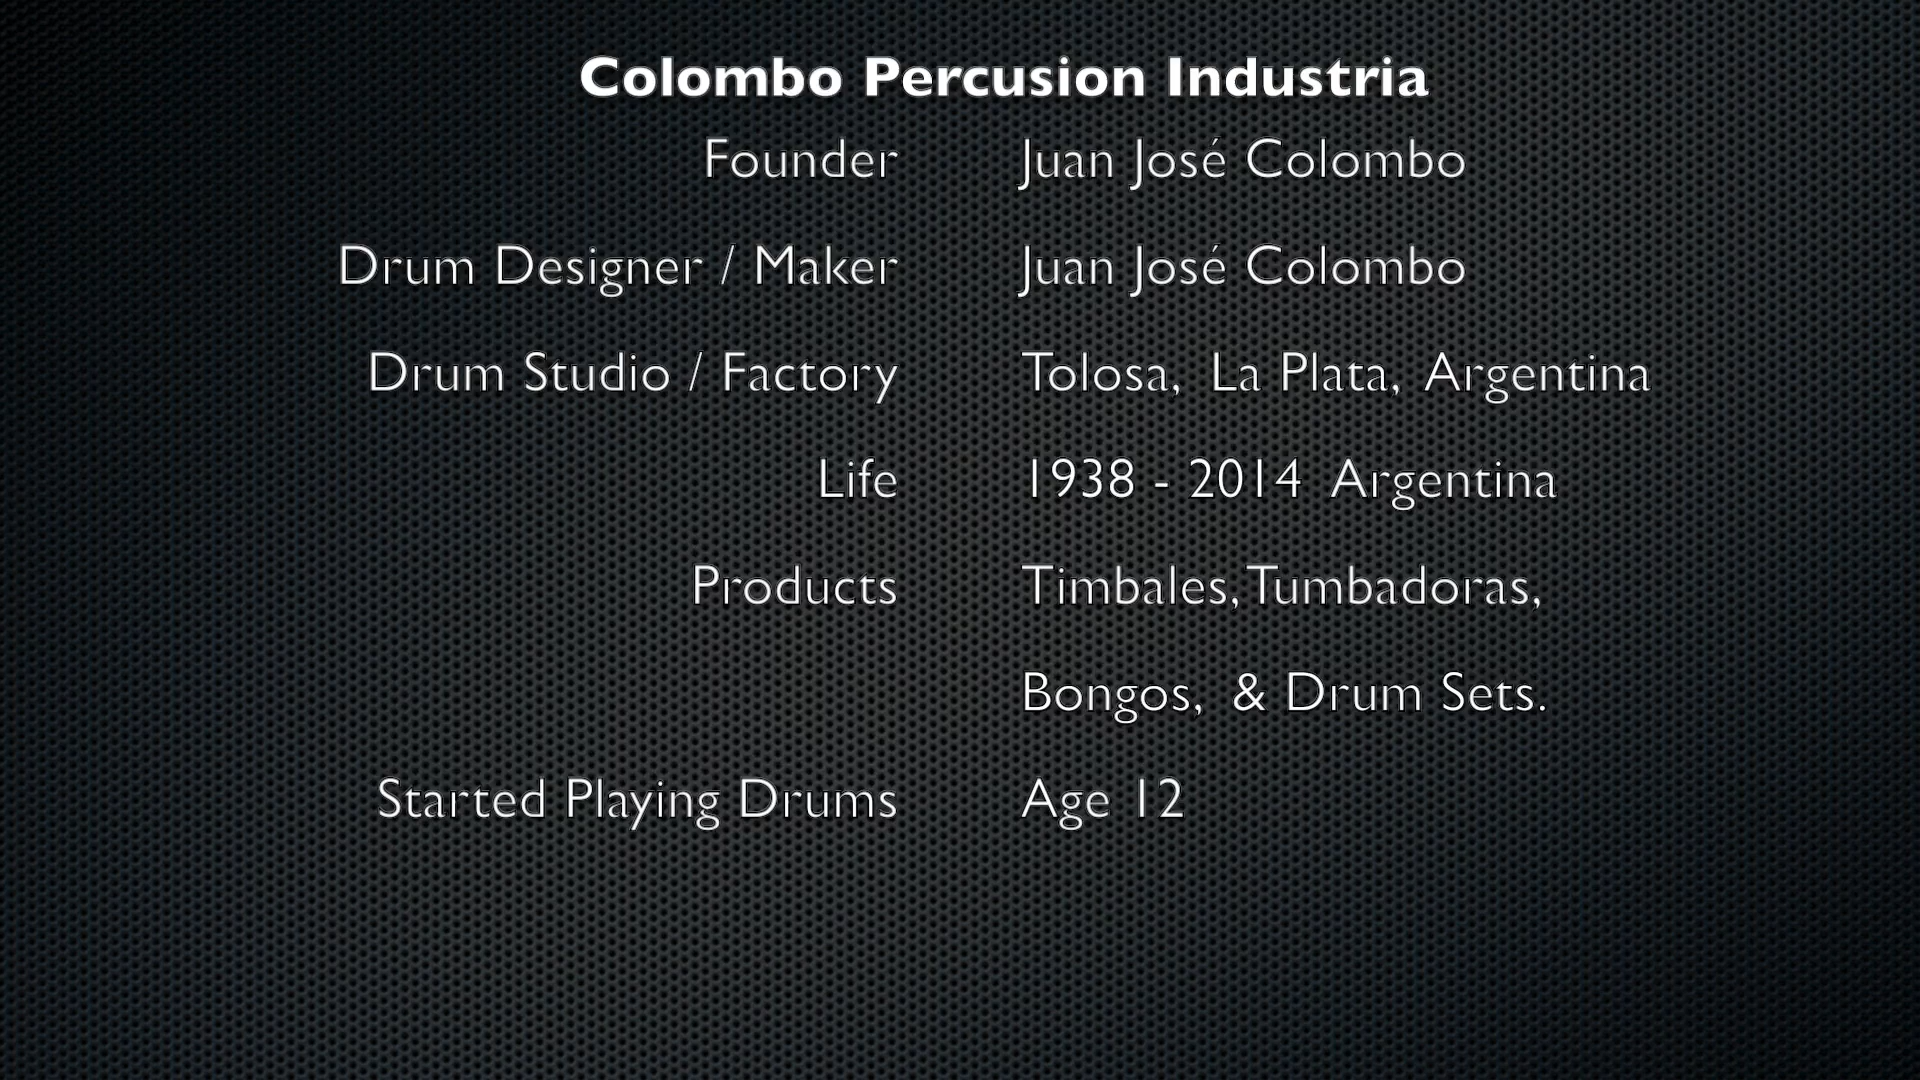 Colombo Percusion Industria
Founder Juan José Colombo
Drum Designer / Maker Juan José Colombo
Drum Studio / Factory Tolosa, La Plata, Argentina
Life 1938 - 2014 Argentina
Products Timbales, Tumbadoras,
Bongos, & Drum Sets.
Started Playing Drums Age 12